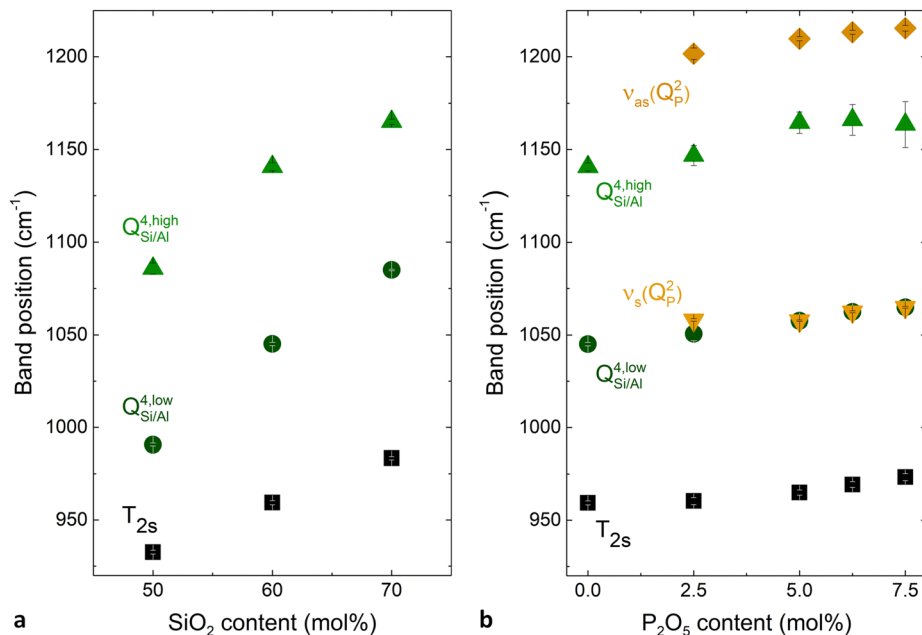 1200
1150
1100
1050
1000
950
Band position (cm⁻¹)
Q⁴,ʰⁱᵍʰ Si/Al
Q⁴,ˡᵒʷ Si/Al
T₂ₛ
50
60
70
a
SiO₂ content (mol%)
1200
1150
1100
1050
1000
950
Band position (cm⁻¹)
νₐₛ(Q²P)
Q⁴,ʰⁱᵍʰ Si/Al
νₛ(Q²P)
Q⁴,ˡᵒʷ Si/Al
T₂ₛ
0.0
2.5
5.0
7.5
b
P₂O₅ content (mol%)